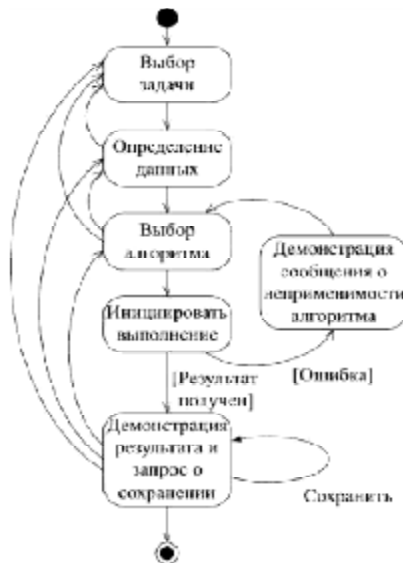 Выбор
задачи
Определение
данных
Выбор
алгоритма
Демонстрация
сообщения о
неприменимости
алгоритма
Инициировать
выполнение
[Результат
получен]
[Ошибка]
Демонстрация
результата и
запрос о
сохранении
Сохранить